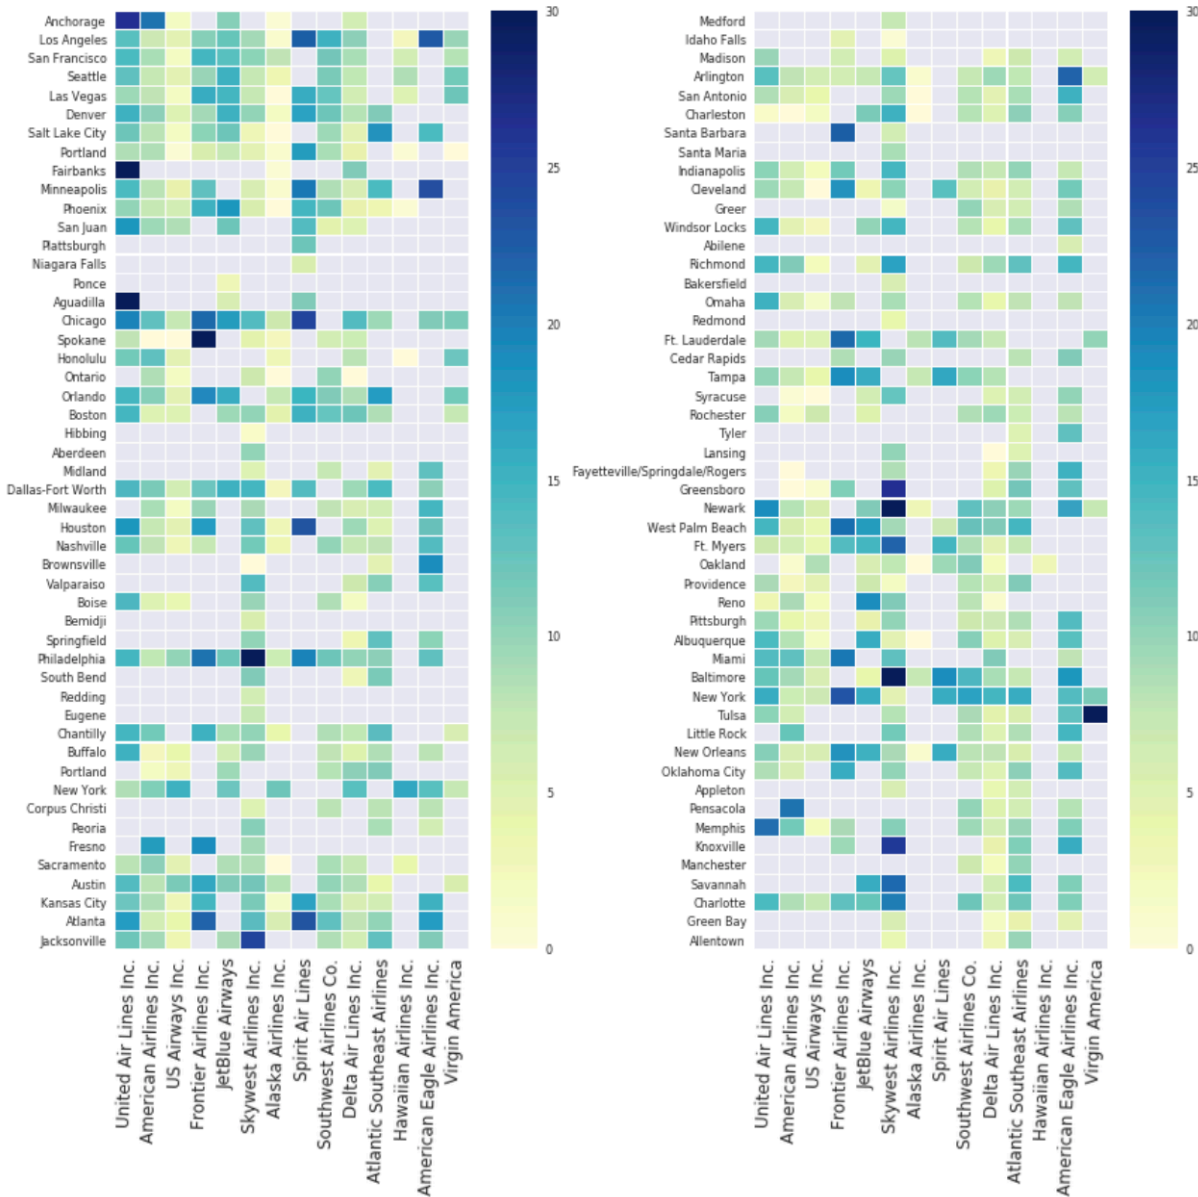 Anchorage
Los Angeles
San Francisco
Seattle
Las Vegas
Denver
Salt Lake City
Portland
Fairbanks
Minneapolis
Phoenix
San Juan
Plattsburgh
Niagara Falls
Ponce
Aguadilla
Chicago
Spokane
Honolulu
Ontario
Orlando
Boston
Hibbing
Aberdeen
Midland
Dallas-Fort Worth
Milwaukee
Houston
Nashville
Brownsville
Valparaiso
Boise
Bemidji
Springfield
Philadelphia
South Bend
Redding
Eugene
Chantilly
Buffalo
Portland
New York
Corpus Christi
Peoria
Fresno
Sacramento
Austin
Kansas City
Atlanta
Jacksonville
United Air Lines Inc.
American Airlines Inc.
US Airways Inc.
Frontier Airlines Inc.
JetBlue Airways
Skywest Airlines Inc.
Alaska Airlines Inc.
Spirit Air Lines
Southwest Airlines Co.
Delta Air Lines Inc.
Atlantic Southeast Airlines
Hawaiian Airlines Inc.
American Eagle Airlines Inc.
Virgin America
30
25
20
15
10
5
0
Medford
Idaho Falls
Madison
Arlington
San Antonio
Charleston
Santa Barbara
Santa Maria
Indianapolis
Cleveland
Greer
Windsor Locks
Abilene
Richmond
Bakersfield
Omaha
Redmond
Ft. Lauderdale
Cedar Rapids
Tampa
Syracuse
Rochester
Tyler
Lansing
Fayetteville/Springdale/Rogers
Greensboro
Newark
West Palm Beach
Ft. Myers
Oakland
Providence
Reno
Pittsburgh
Albuquerque
Miami
Baltimore
New York
Tulsa
Little Rock
New Orleans
Oklahoma City
Appleton
Pensacola
Memphis
Knoxville
Manchester
Savannah
Charlotte
Green Bay
Allentown
United Air Lines Inc.
American Airlines Inc.
US Airways Inc.
Frontier Airlines Inc.
JetBlue Airways
Skywest Airlines Inc.
Alaska Airlines Inc.
Spirit Air Lines
Southwest Airlines Co.
Delta Air Lines Inc.
Atlantic Southeast Airlines
Hawaiian Airlines Inc.
American Eagle Airlines Inc.
Virgin America
30
25
20
15
10
5
0